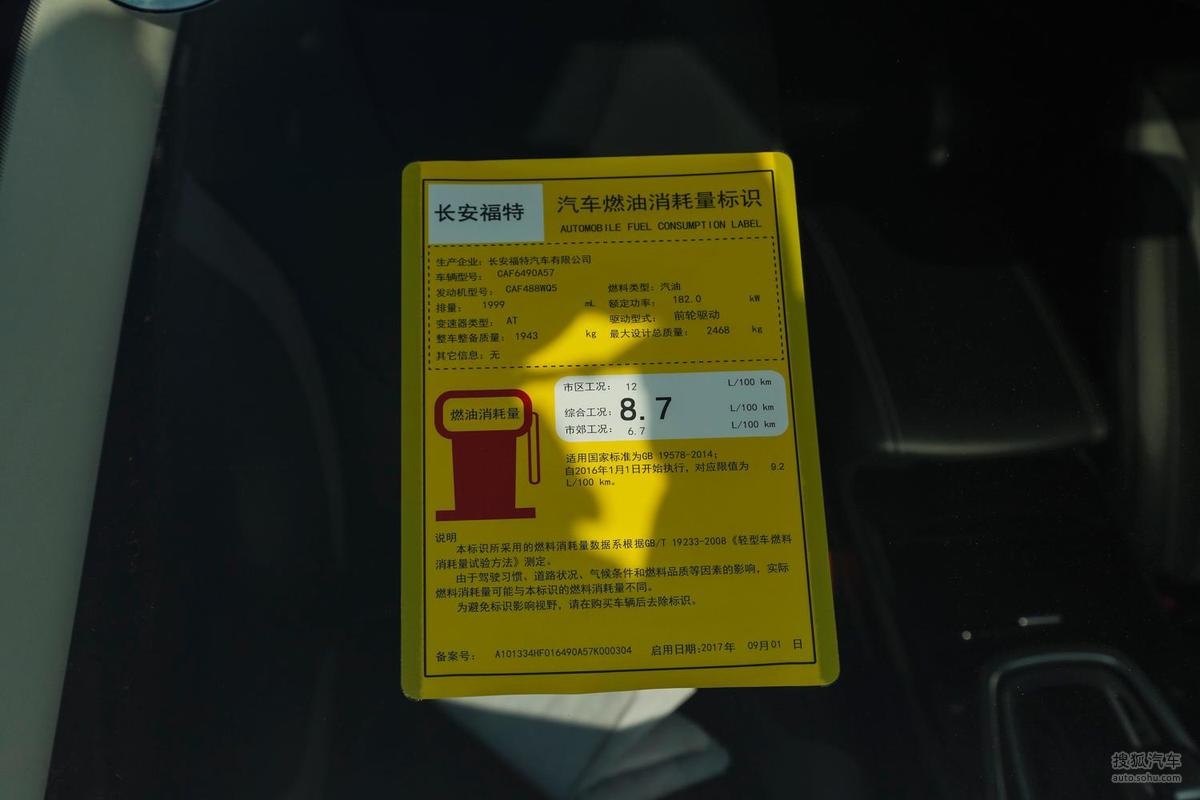 长安福特
汽车燃油消耗量标识
AUTOMOBILE FUEL CONSUMPTION LABEL
生产企业：长安福特汽车有限公司
车辆型号： CAF6490A57
发动机型号： CAF488WQ5 燃料类型：汽油
排量： 1999 mL 额定功率： 182.0 kW
变速器类型： AT 驱动型式： 前轮驱动
整车整备质量： 1943 kg 最大设计总质量： 2468 kg
其它信息：无
燃油消耗量
市区工况： 12 L/100 km
综合工况： 8.7 L/100 km
市郊工况： 6.7 L/100 km
适用国家标准为GB 19578-2014；
自2016年1月1日开始执行，对应限值为 9.2
L/100 km。
说明
本标识所采用的燃料消耗量数据系根据GB/T 19233-2008《轻型车燃料
消耗量试验方法》测定。
由于驾驶习惯、道路状况、气候条件和燃料品质等因素的影响，实际
燃料消耗量可能与本标识的燃料消耗量不同。
为避免标识影响视野，请在购买车辆后去除标识。
备案号： A101334HF016490A57K000304 启用日期：2017年 09月01 日
搜狐汽车
auto.sohu.com